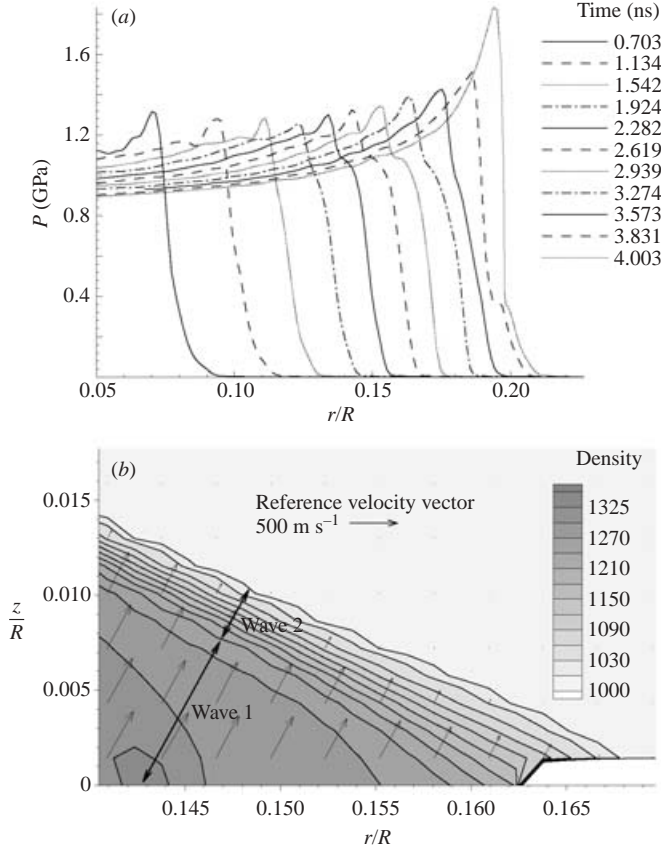 (a)
Time (ns)
0.703
1.134
1.542
1.924
2.282
2.619
2.939
3.274
3.573
3.831
4.003
1.6
1.2
0.8
0.4
P (GPa)
0.05
0.10
0.15
0.20
r/R
(b)
Density
1325
1270
1210
1150
1090
1030
1000
Reference velocity vector
500 m s⁻¹
Wave 2
Wave 1
0.015
0.010
0.005
0
z
R
0.145
0.150
0.155
0.160
0.165
r/R